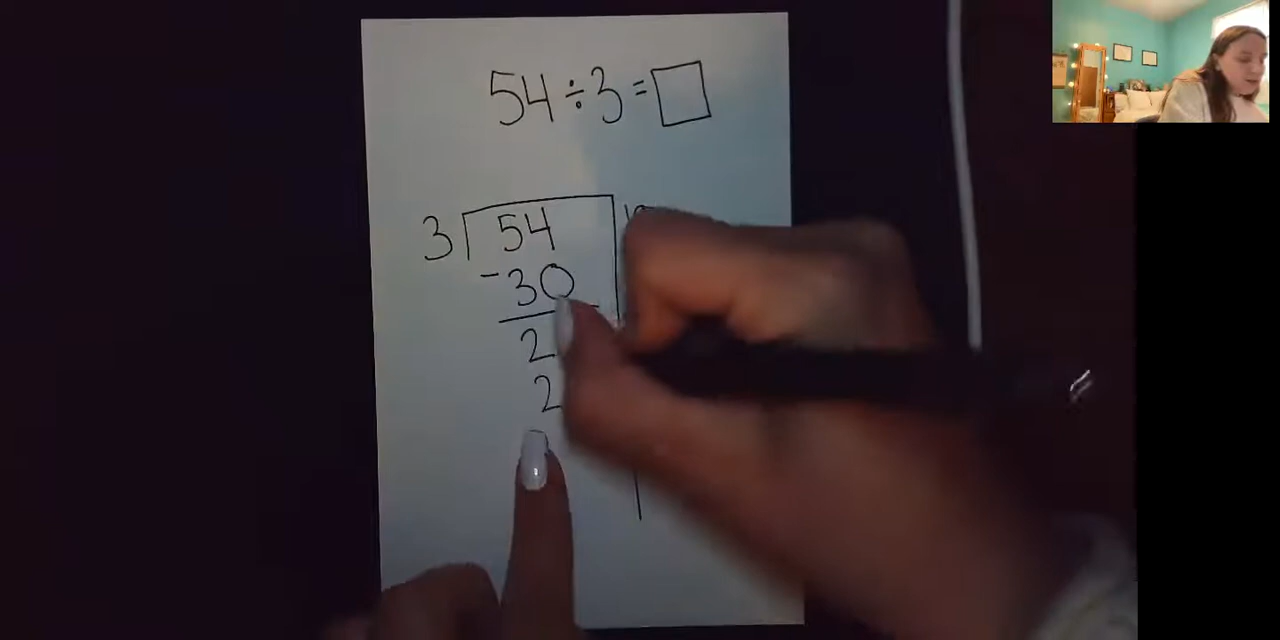 54 ÷ 3 = □
3 54
- 30
2
2